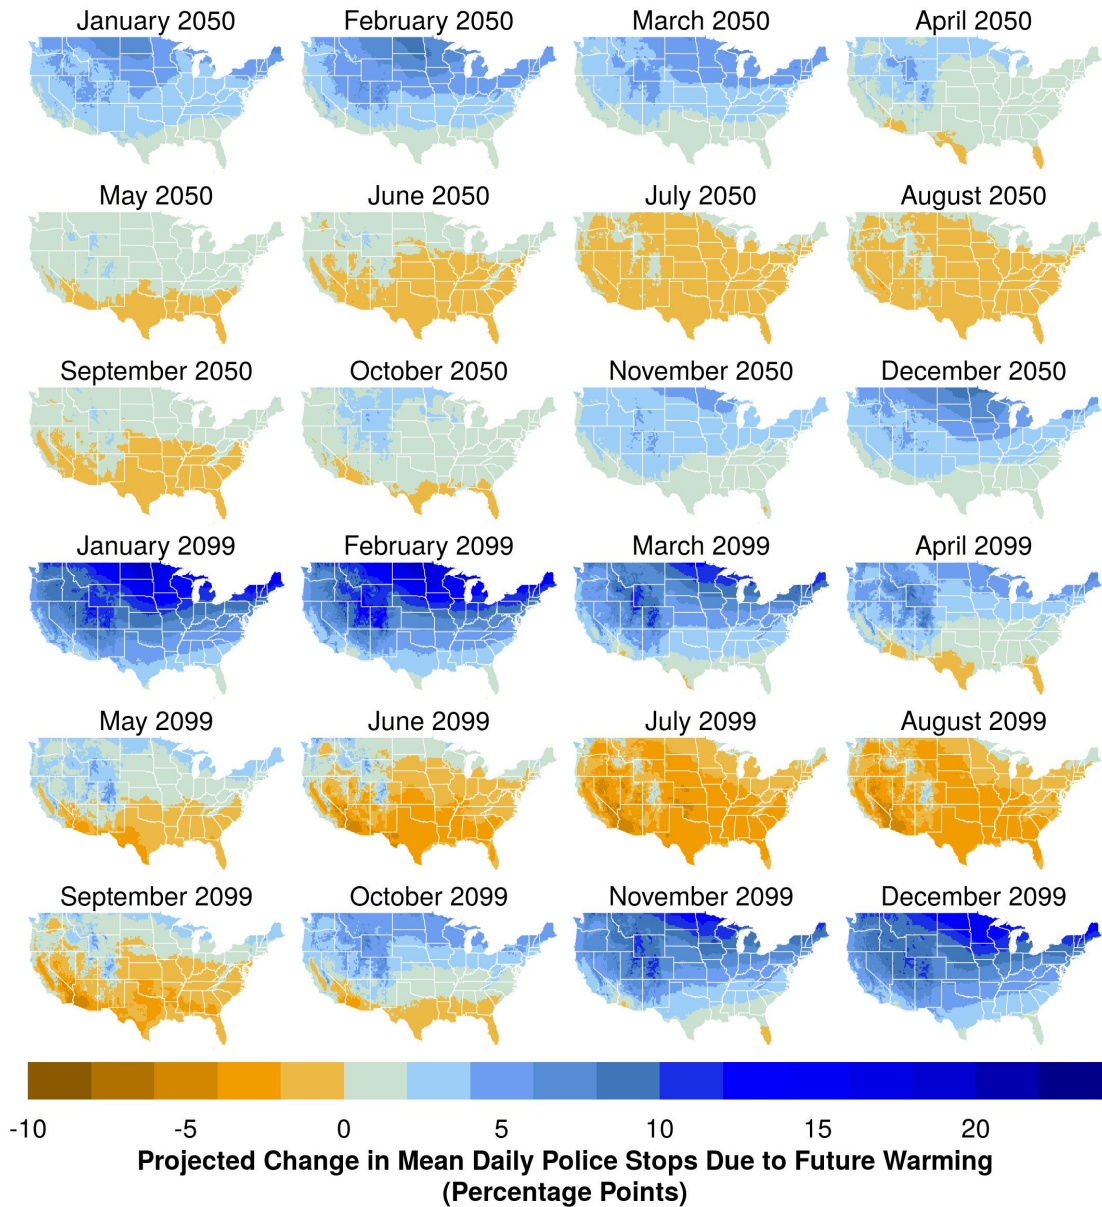 January 2050
February 2050
March 2050
April 2050
May 2050
June 2050
July 2050
August 2050
September 2050
October 2050
November 2050
December 2050
January 2099
February 2099
March 2099
April 2099
May 2099
June 2099
July 2099
August 2099
September 2099
October 2099
November 2099
December 2099
-10
-5
0
5
10
15
20
Projected Change in Mean Daily Police Stops Due to Future Warming
(Percentage Points)